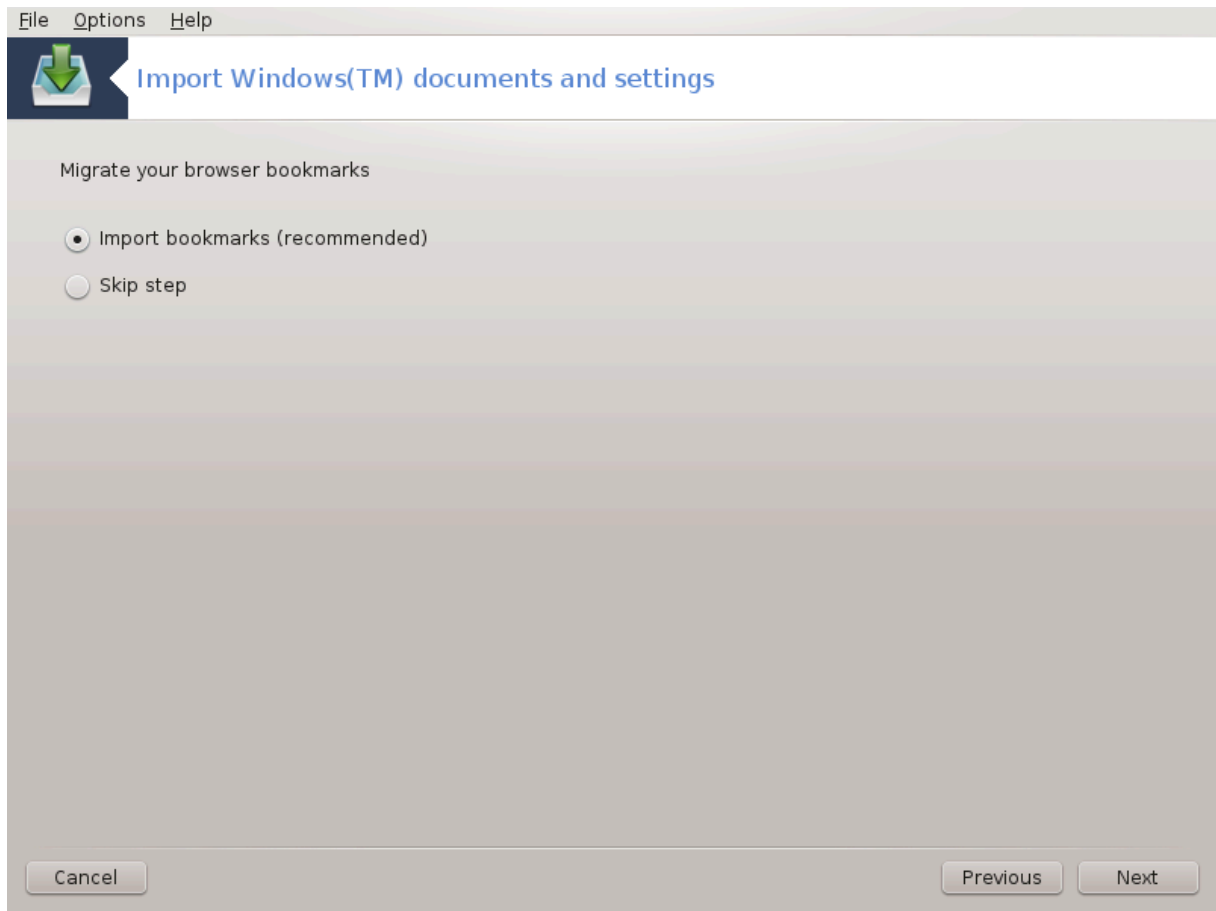 File Options Help
Import Windows(TM) documents and settings
Migrate your browser bookmarks
Import bookmarks (recommended)
Skip step
Cancel Previous Next